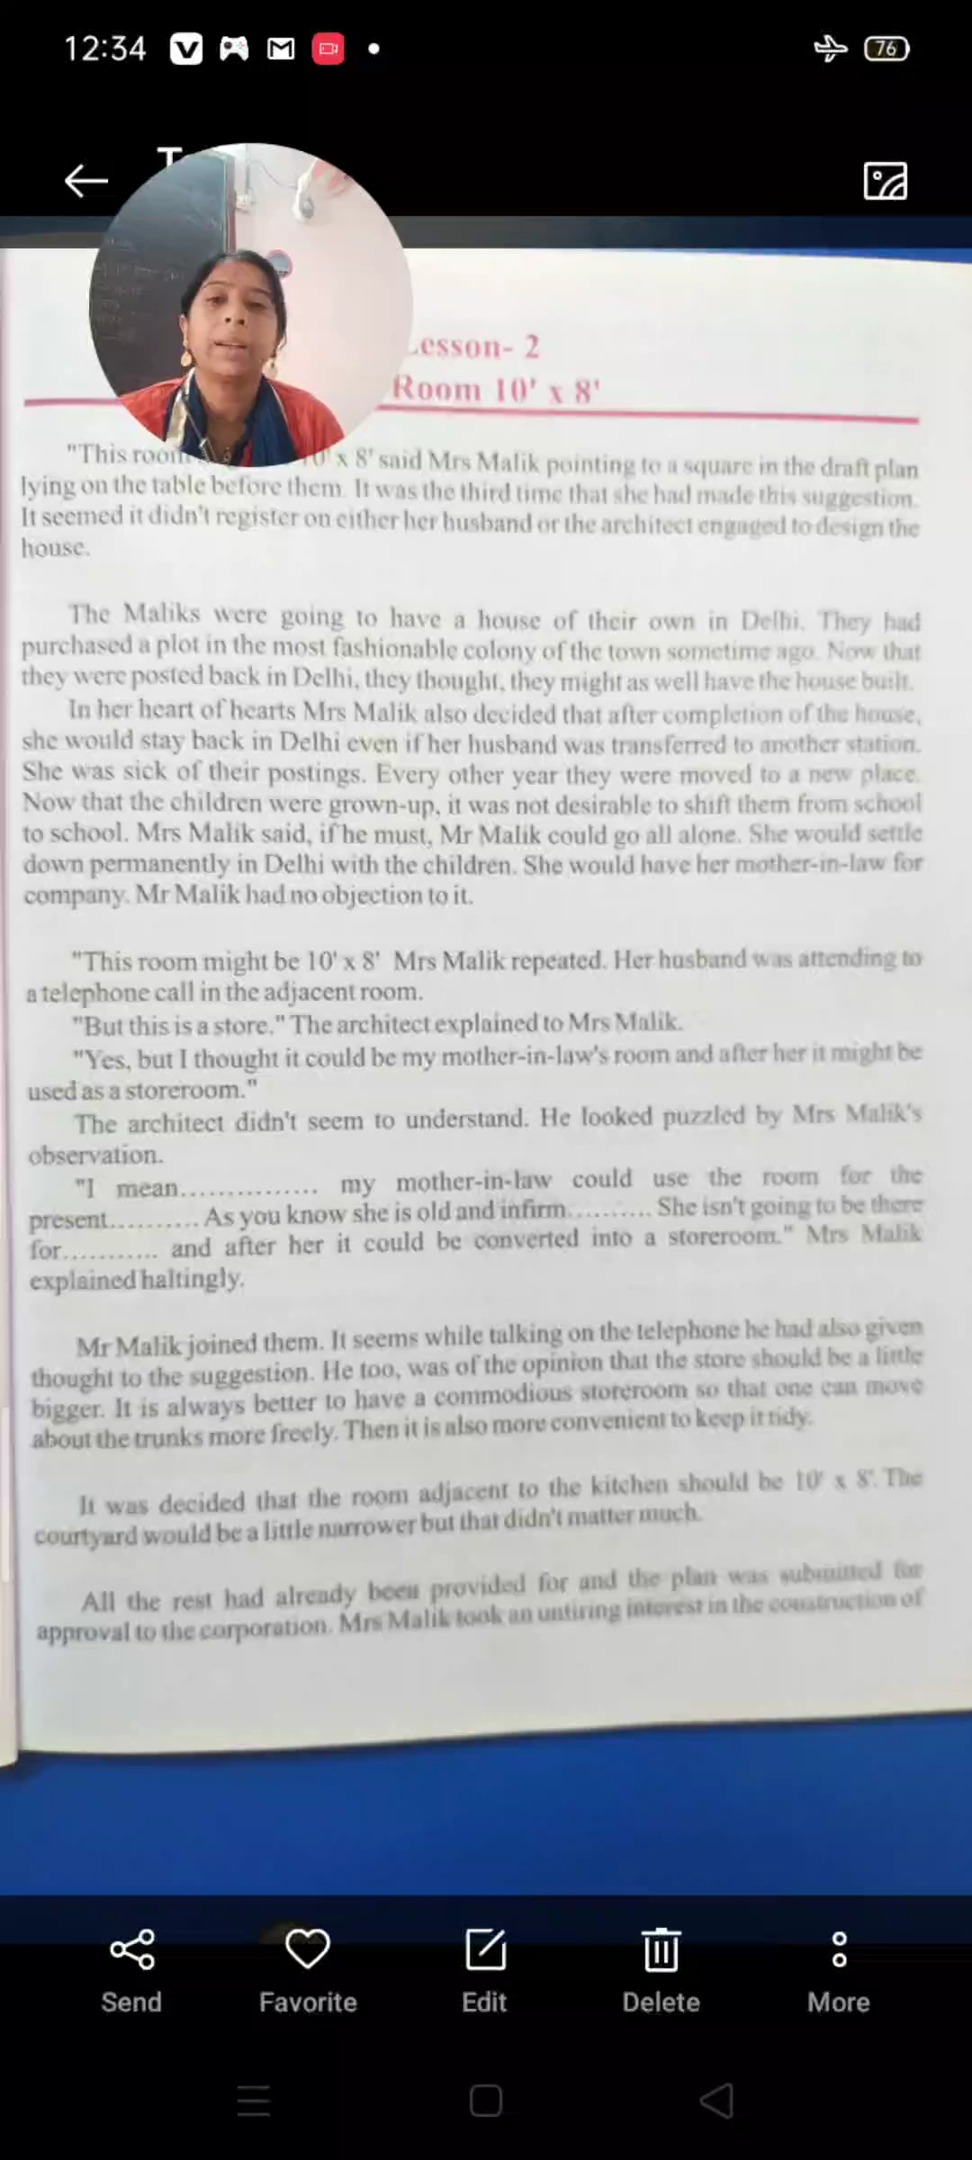 12:34
76
Lesson- 2
Room 10' x 8'
"This room 10' x 8' said Mrs Malik pointing to a square in the draft plan
lying on the table before them. It was the third time that she had made this suggestion.
It seemed it didn't register on either her husband or the architect engaged to design the
house.
The Maliks were going to have a house of their own in Delhi. They had
purchased a plot in the most fashionable colony of the town sometime ago. Now that
they were posted back in Delhi, they thought, they might as well have the house built.
In her heart of hearts Mrs Malik also decided that after completion of the house,
she would stay back in Delhi even if her husband was transferred to another station.
She was sick of their postings. Every other year they were moved to a new place.
Now that the children were grown-up, it was not desirable to shift them from school
to school. Mrs Malik said, if he must, Mr Malik could go all alone. She would settle
down permanently in Delhi with the children. She would have her mother-in-law for
company. Mr Malik had no objection to it.
"This room might be 10' x 8' Mrs Malik repeated. Her husband was attending to
a telephone call in the adjacent room.
"But this is a store." The architect explained to Mrs Malik.
"Yes, but I thought it could be my mother-in-law's room and after her it might be
used as a storeroom."
The architect didn't seem to understand. He looked puzzled by Mrs Malik's
observation.
"I mean............... my mother-in-law could use the room for the
present.......... As you know she is old and infirm.......... She isn't going to be there
for........... and after her it could be converted into a storeroom." Mrs Malik
explained haltingly.
Mr Malik joined them. It seems while talking on the telephone he had also given
thought to the suggestion. He too, was of the opinion that the store should be a little
bigger. It is always better to have a commodious storeroom so that one can move
about the trunks more freely. Then it is also more convenient to keep it tidy.
It was decided that the room adjacent to the kitchen should be 10' x 8'. The
courtyard would be a little narrower but that didn't matter much.
All the rest had already been provided for and the plan was submitted for
approval to the corporation. Mrs Malik took an untiring interest in the construction of
Send Favorite Edit Delete More